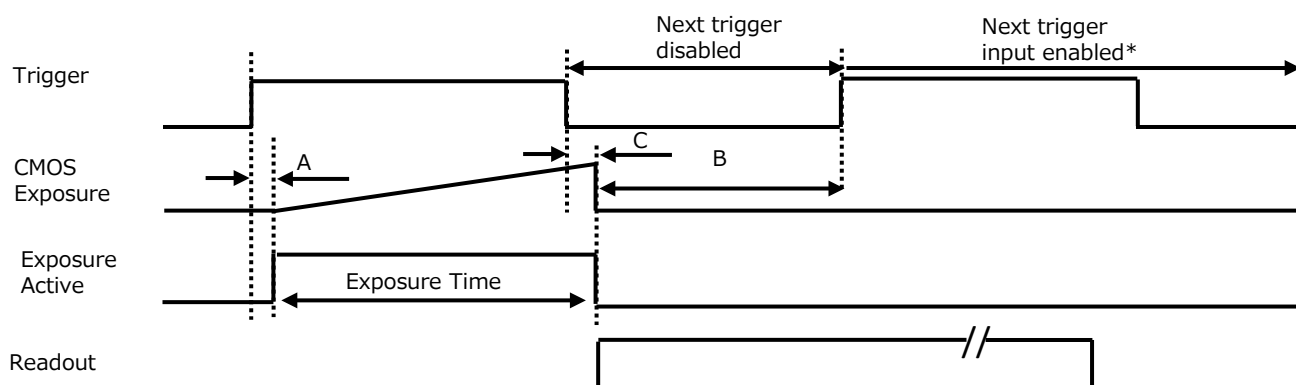 Next trigger
disabled
Next trigger
input enabled*
Trigger
A
C
B
CMOS
Exposure
Exposure
Active
Exposure Time
Readout